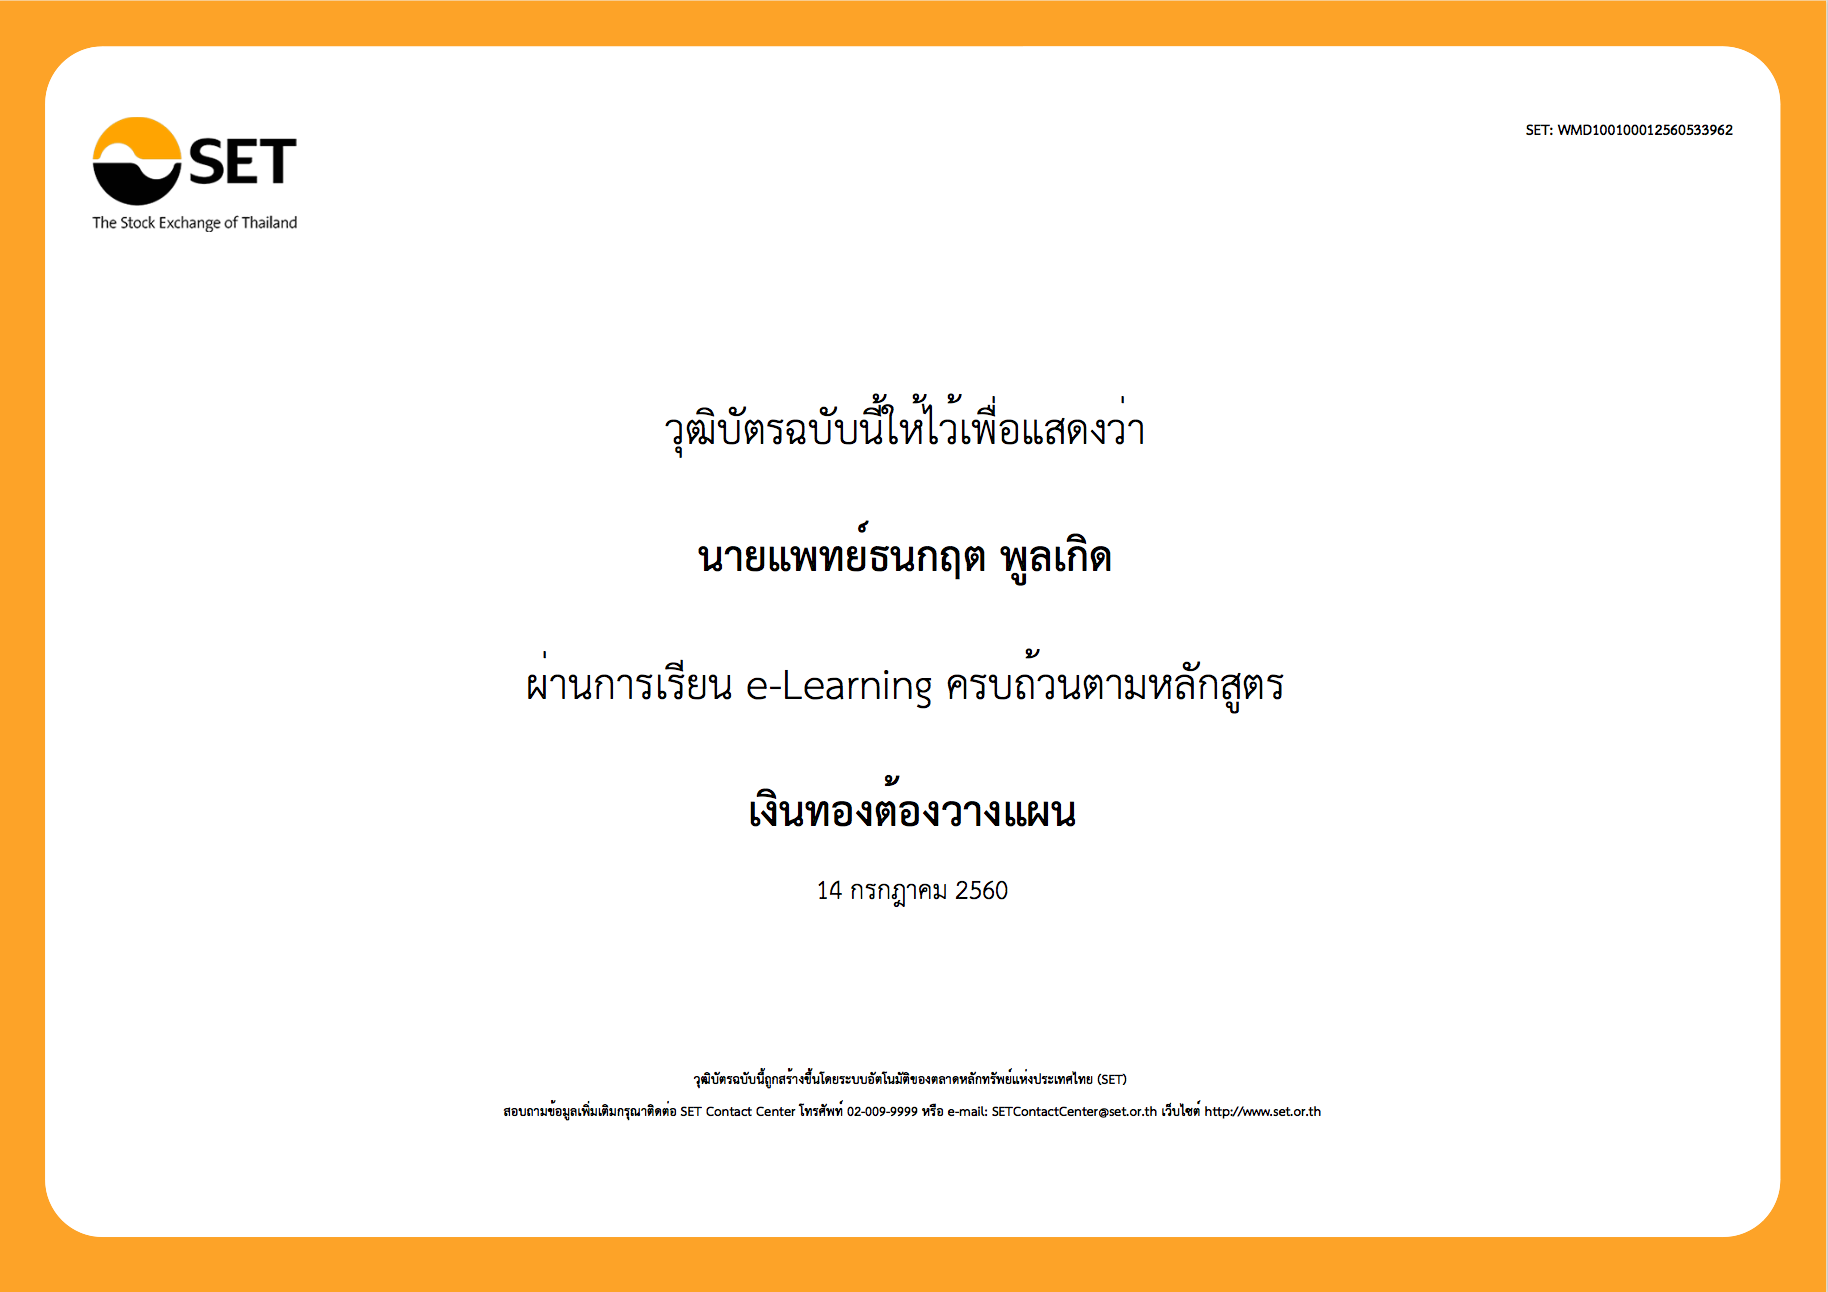 SET
The Stock Exchange of Thailand
SET: WMD100100012560533962
วุฒิบัตรฉบับนี้ให้ไว้เพื่อแสดงว่า
นายแพทย์ธนกฤต พูลเกิด
ผ่านการเรียน e-Learning ครบถ้วนตามหลักสูตร
เงินทองต้องวางแผน
14 กรกฎาคม 2560
วุฒิบัตรฉบับนี้ถูกสร้างขึ้นโดยระบบอัตโนมัติของตลาดหลักทรัพย์แห่งประเทศไทย (SET)
สอบถามข้อมูลเพิ่มเติมกรุณาติดต่อ SET Contact Center โทรศัพท์ 02-009-9999 หรือ e-mail: SETContactCenter@set.or.th เว็บไซต์ http://www.set.or.th